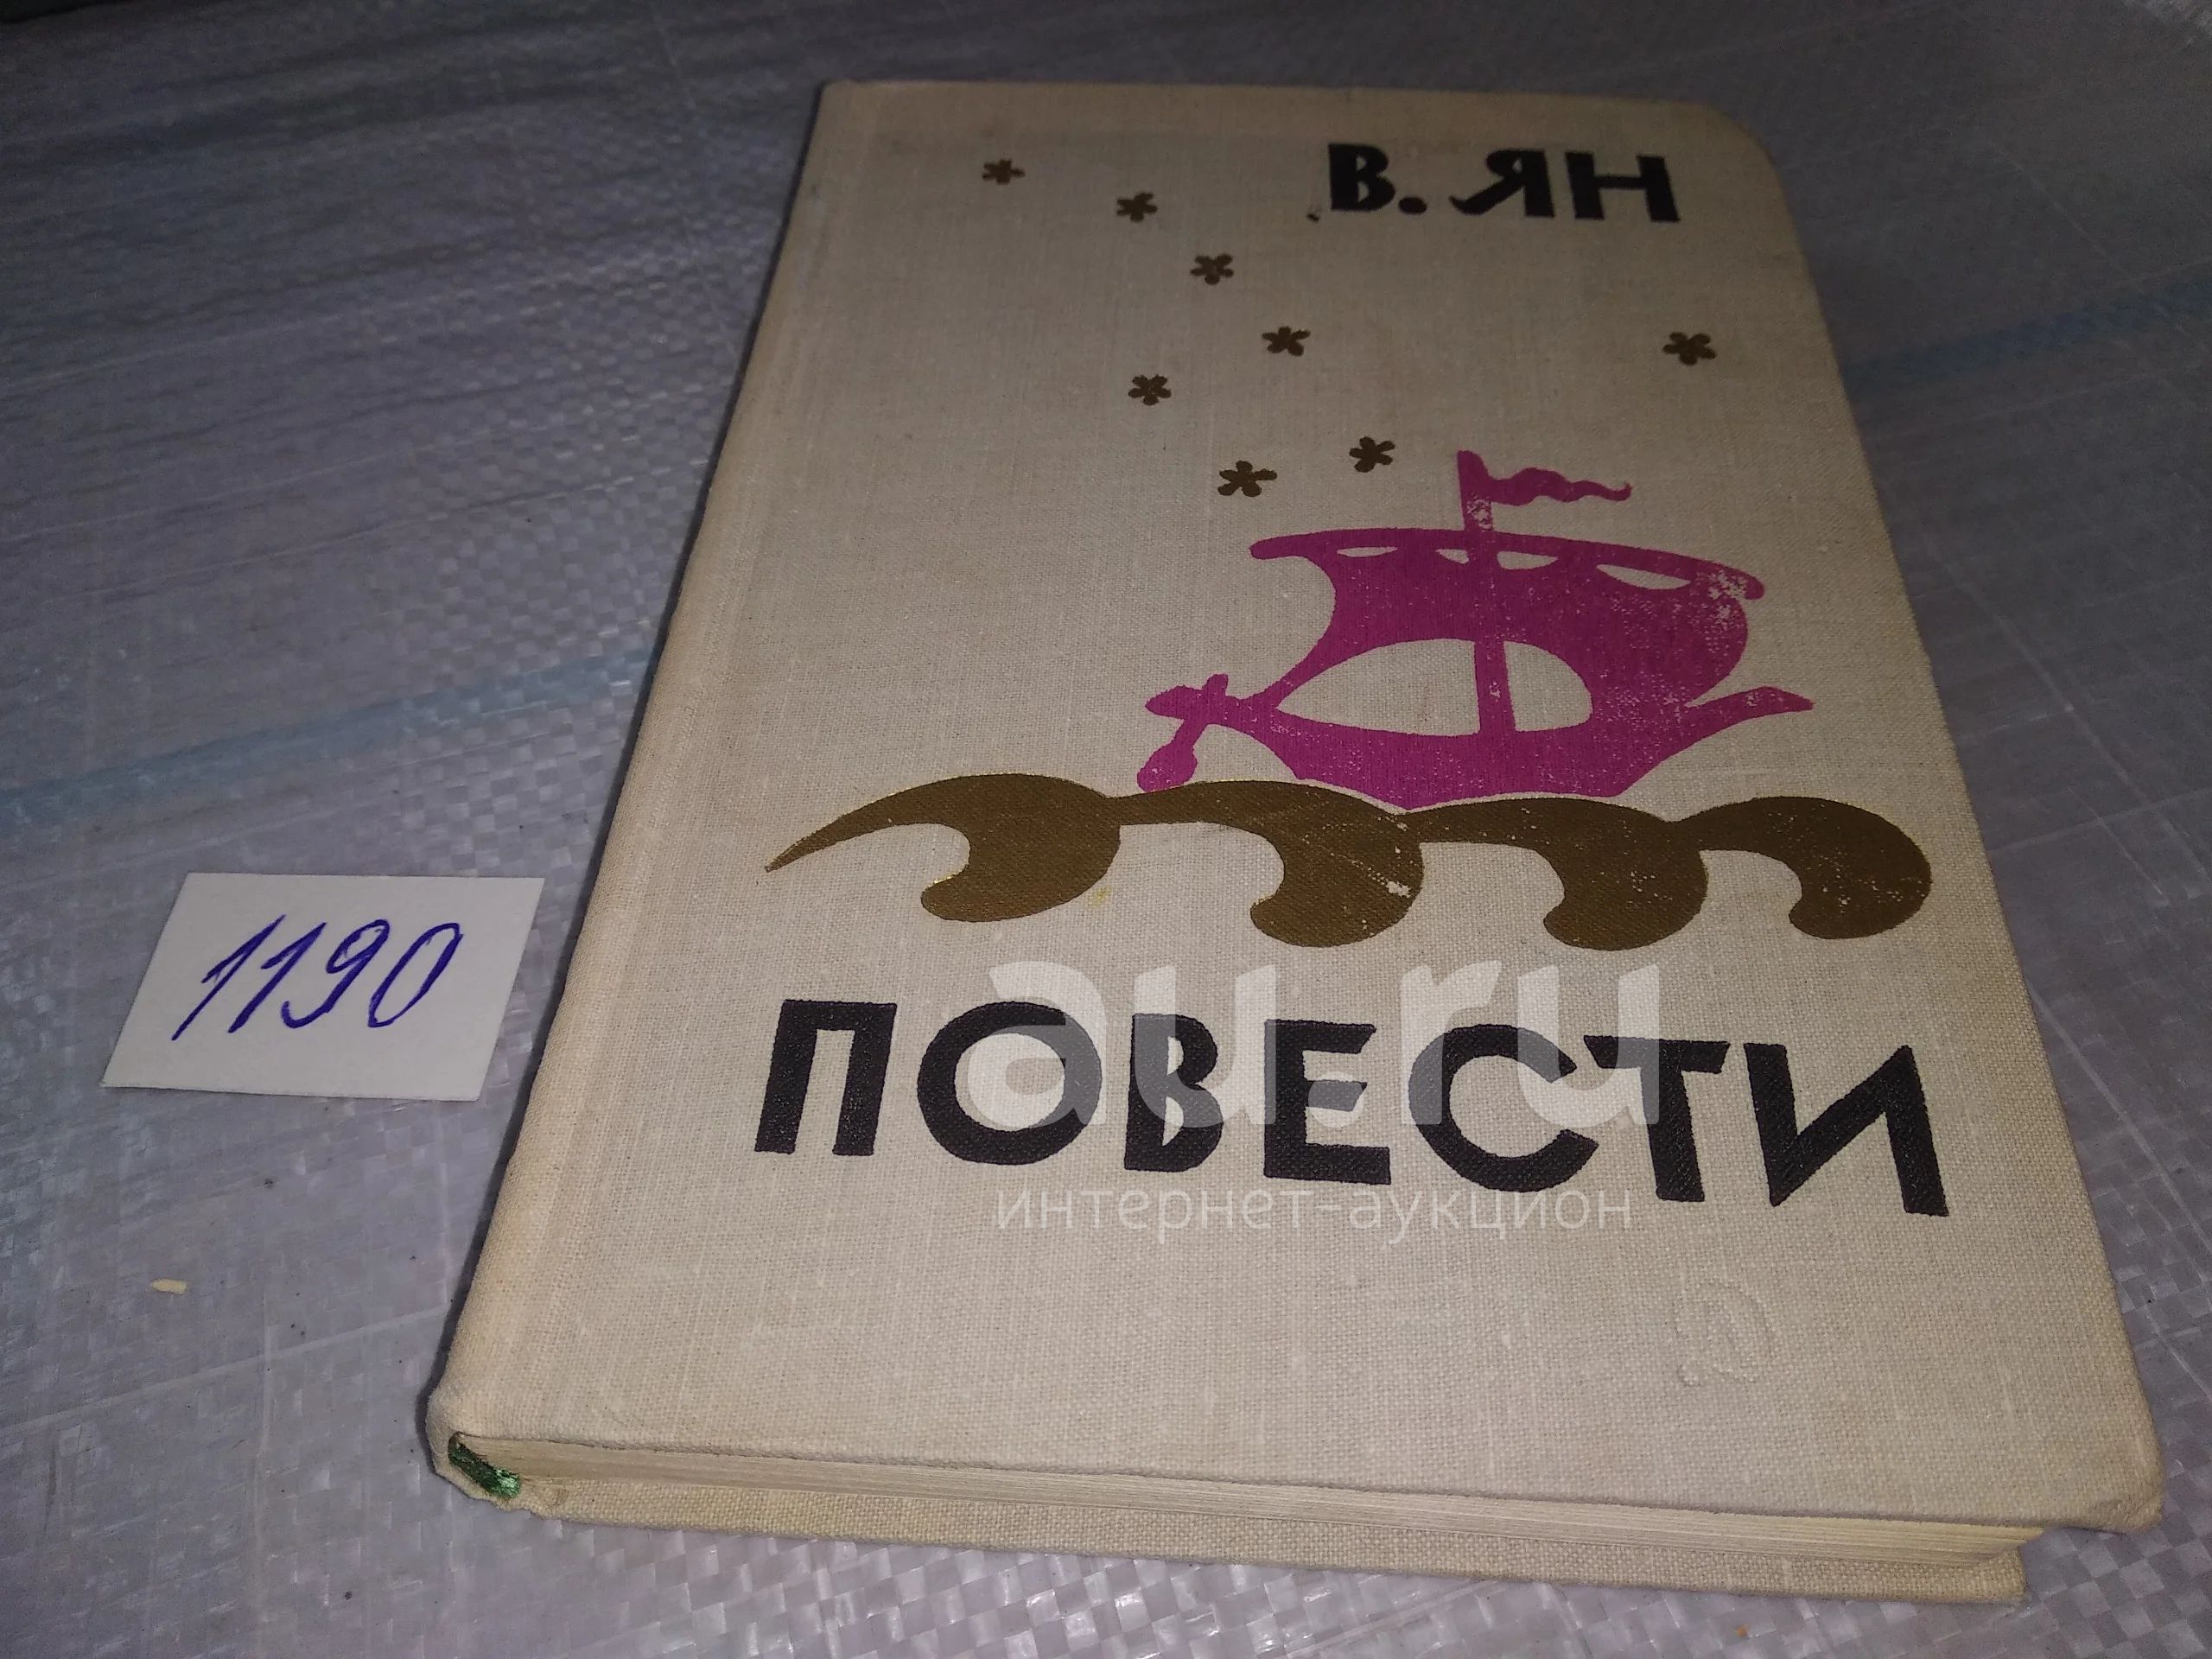 В. ЯН
1190
ПОВЕСТИ
au.ru
интернет-аукцион